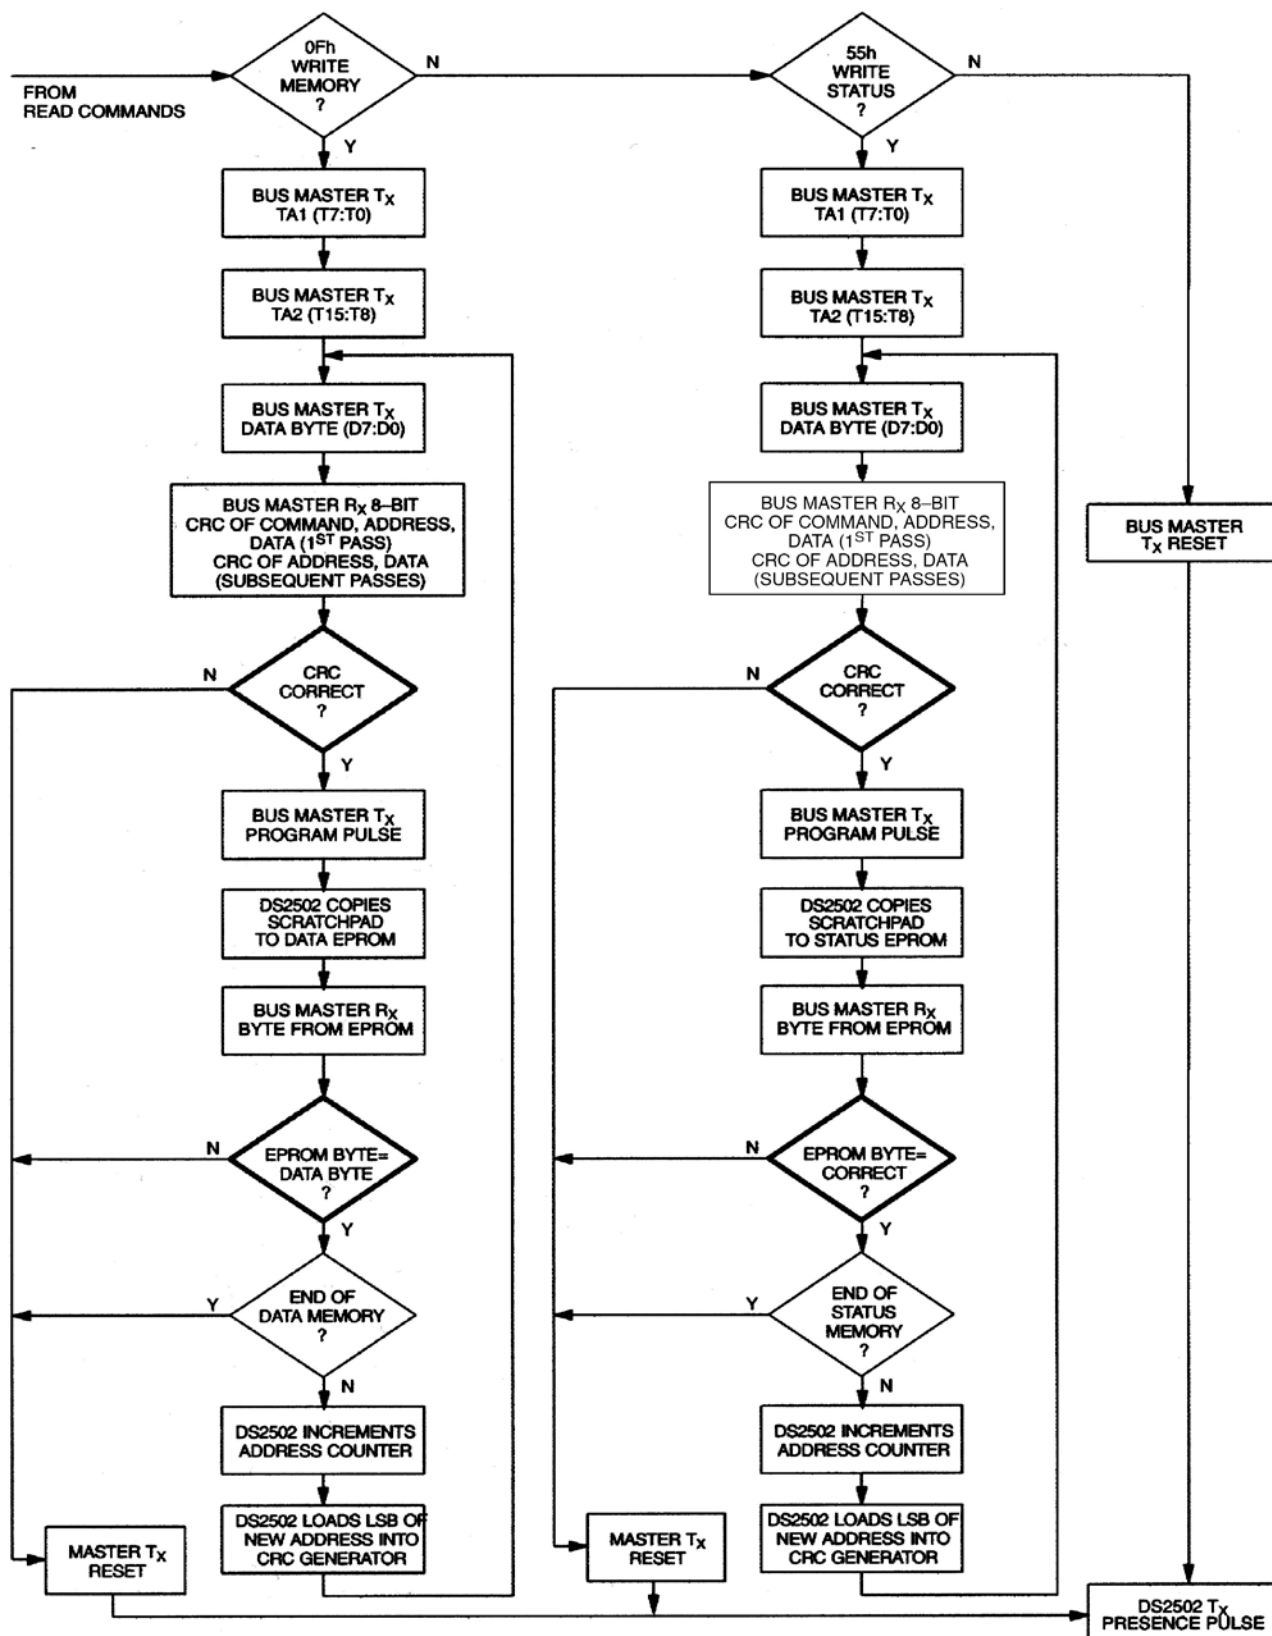 FROM
READ COMMANDS
0Fh
WRITE
MEMORY
?
N
Y
BUS MASTER TX
TA1 (T7:T0)
BUS MASTER TX
TA2 (T15:T8)
BUS MASTER TX
DATA BYTE (D7:D0)
BUS MASTER RX 8–BIT
CRC OF COMMAND, ADDRESS,
DATA (1ST PASS)
CRC OF ADDRESS, DATA
(SUBSEQUENT PASSES)
CRC
CORRECT
?
N
Y
BUS MASTER TX
PROGRAM PULSE
DS2502 COPIES
SCRATCHPAD
TO DATA EPROM
BUS MASTER RX
BYTE FROM EPROM
EPROM BYTE=
DATA BYTE
?
N
Y
END OF
DATA MEMORY
?
Y
N
DS2502 INCREMENTS
ADDRESS COUNTER
DS2502 LOADS LSB OF
NEW ADDRESS INTO
CRC GENERATOR
MASTER TX
RESET
55h
WRITE
STATUS
?
N
Y
BUS MASTER TX
TA1 (T7:T0)
BUS MASTER TX
TA2 (T15:T8)
BUS MASTER TX
DATA BYTE (D7:D0)
BUS MASTER RX 8–BIT
CRC OF COMMAND, ADDRESS,
DATA (1ST PASS)
CRC OF ADDRESS, DATA
(SUBSEQUENT PASSES)
CRC
CORRECT
?
N
Y
BUS MASTER TX
PROGRAM PULSE
DS2502 COPIES
SCRATCHPAD
TO STATUS EPROM
BUS MASTER RX
BYTE FROM EPROM
EPROM BYTE=
CORRECT
?
N
Y
END OF
STATUS
MEMORY
?
Y
N
DS2502 INCREMENTS
ADDRESS COUNTER
DS2502 LOADS LSB OF
NEW ADDRESS INTO
CRC GENERATOR
MASTER TX
RESET
BUS MASTER
TX RESET
DS2502 TX
PRESENCE PULSE